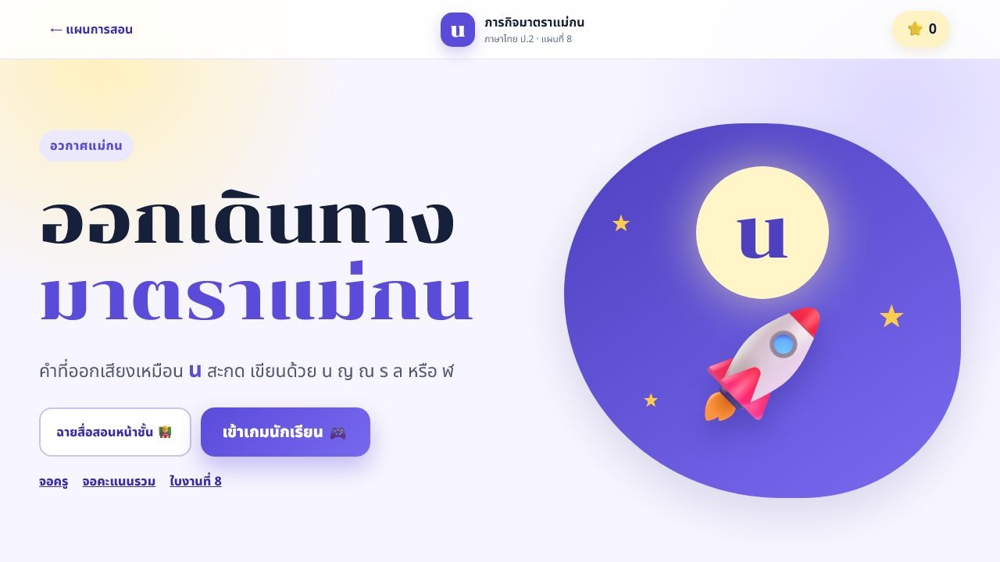 ← แผนการสอน
น
ภารกิจมาตราแม่กน
ภาษาไทย ป.2 · แผนที่ 8
0
อวกาศแม่กน
ออกเดินทาง
มาตราแม่กน
คำที่ออกเสียงเหมือน น สะกด เขียนด้วย น ญ ณ ร ล หรือ ฬ
ฉายสื่อสอนหน้าชั้น
เข้าเกมนักเรียน
จอครู จอคะแนนรวม ใบงานที่ 8
น